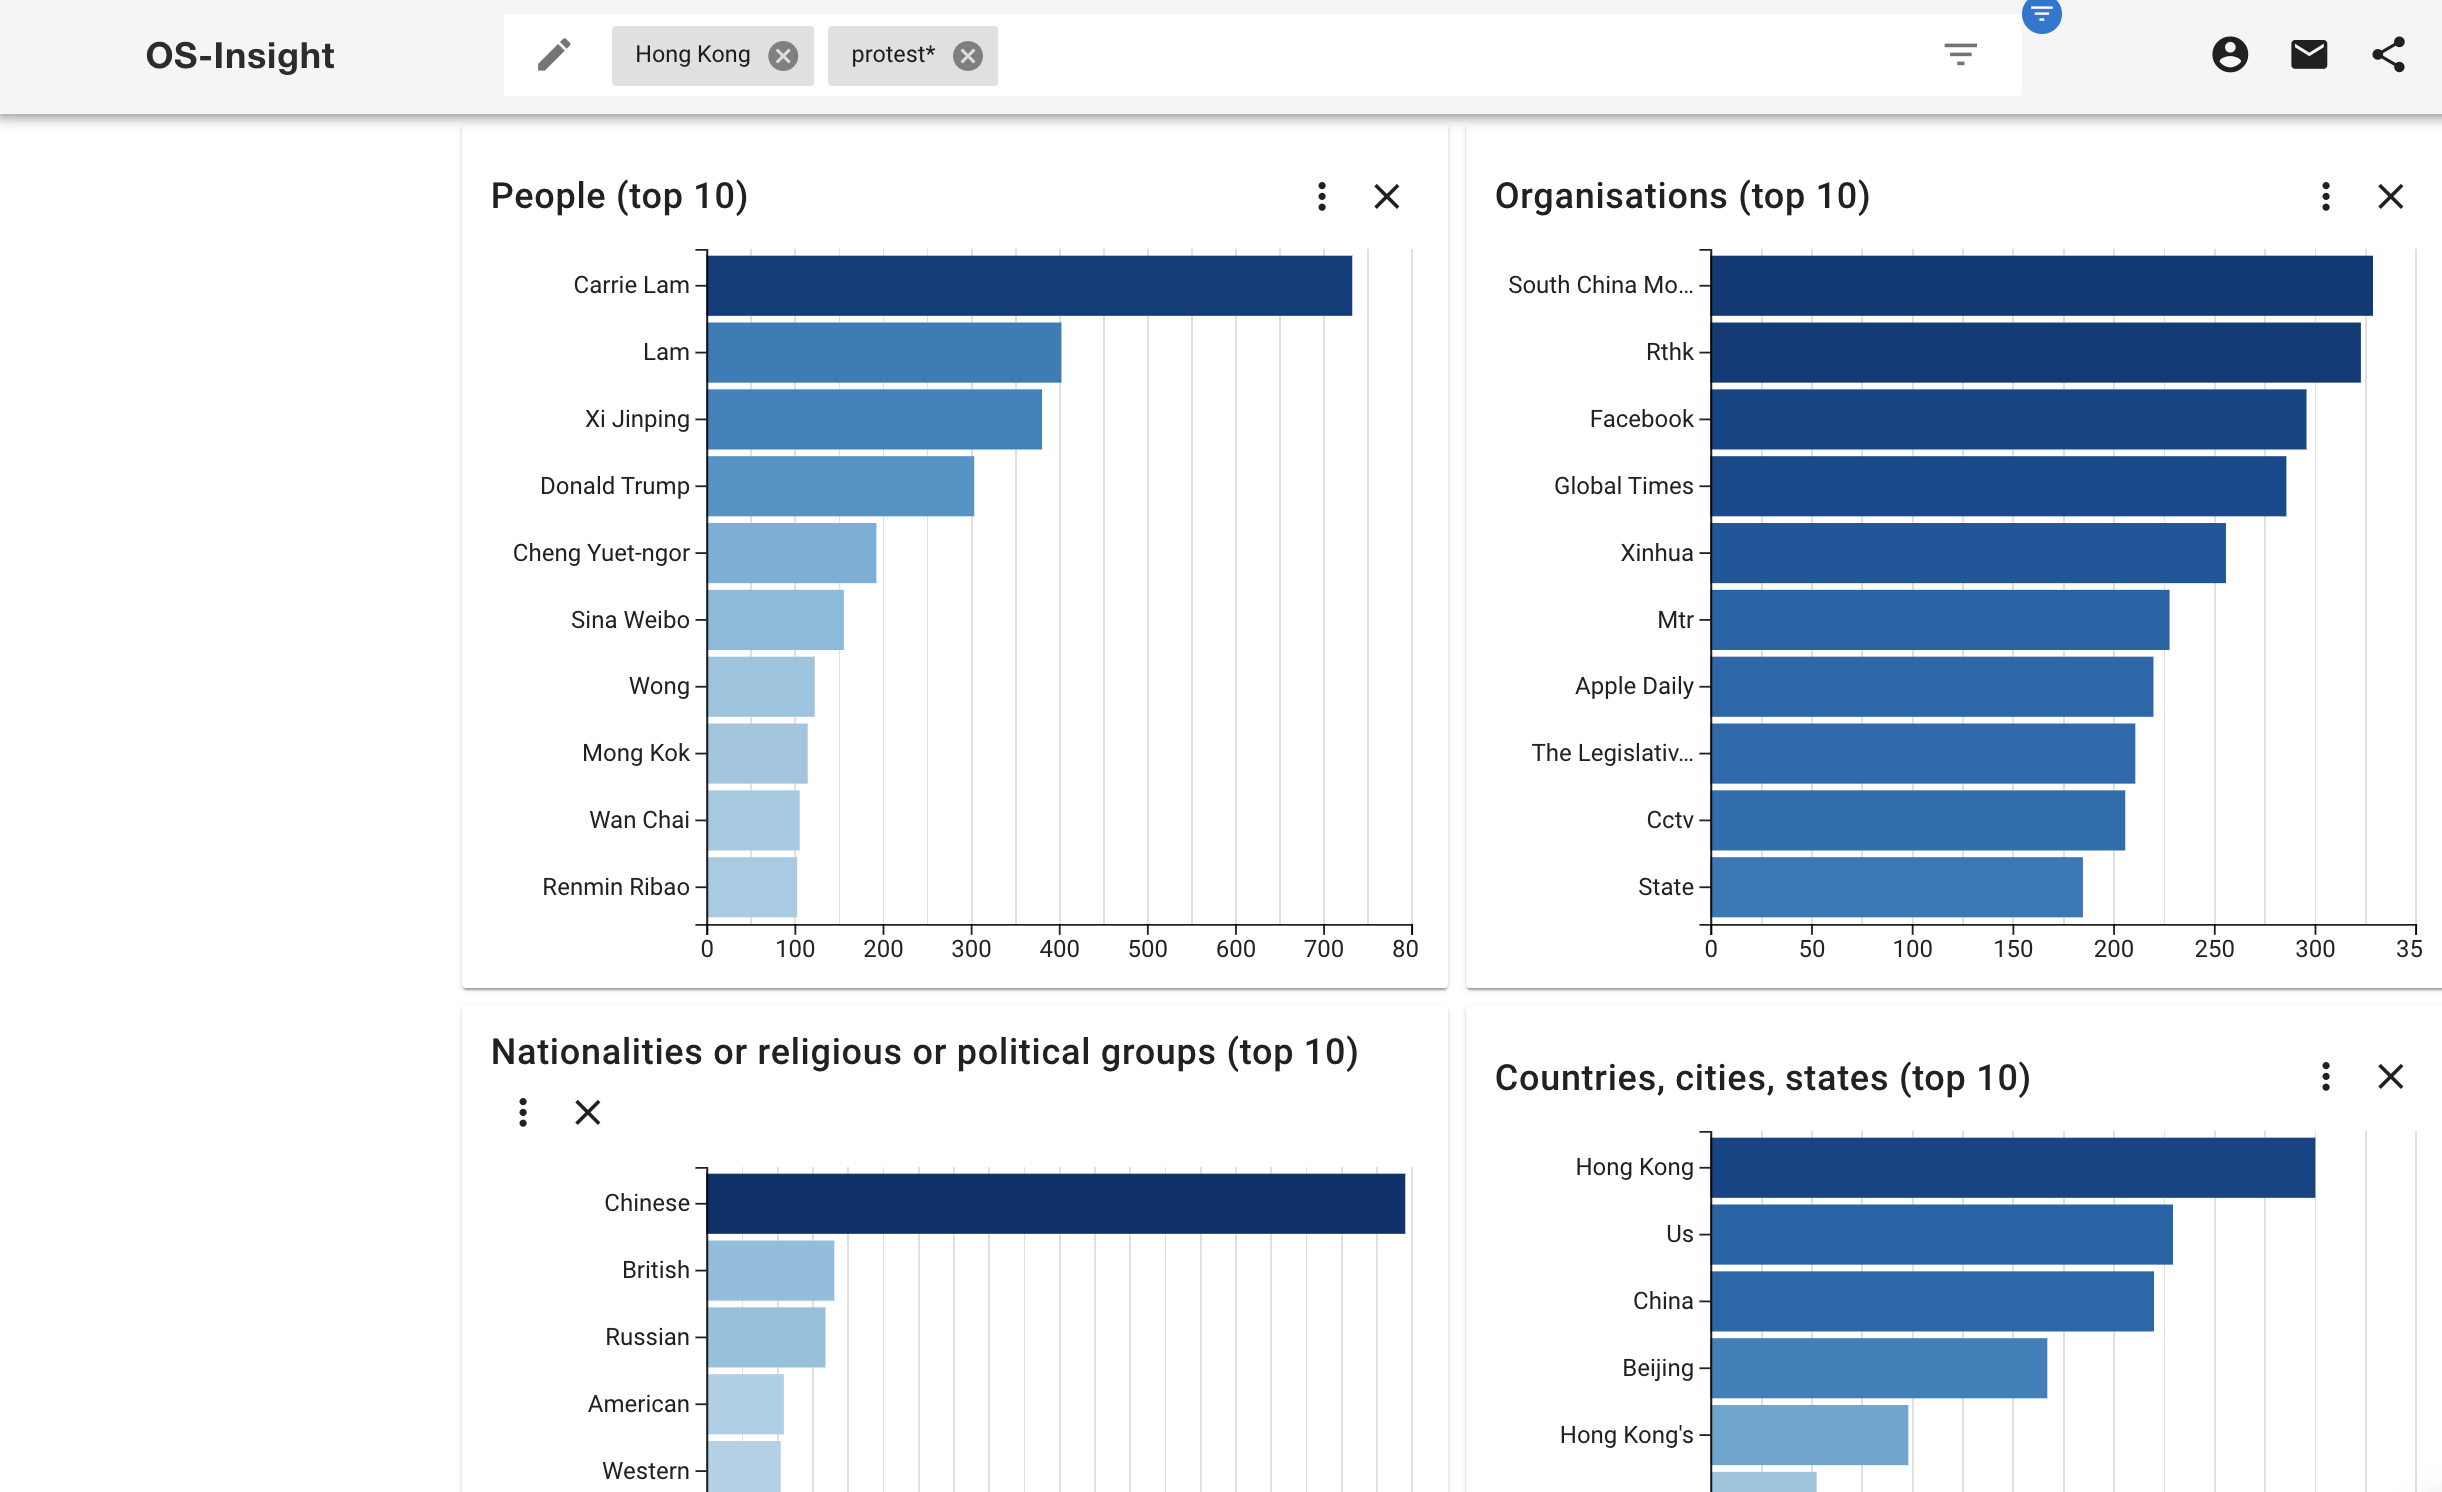 OS-Insight
Hong Kong
protest*
People (top 10)
Carrie Lam
Lam
Xi Jinping
Donald Trump
Cheng Yuet-ngor
Sina Weibo
Wong
Mong Kok
Wan Chai
Renmin Ribao
0 100 200 300 400 500 600 700 80
Organisations (top 10)
South China Mo...
Rthk
Facebook
Global Times
Xinhua
Mtr
Apple Daily
The Legislativ...
Cctv
State
0 50 100 150 200 250 300 35
Nationalities or religious or political groups (top 10)
Chinese
British
Russian
American
Western
Countries, cities, states (top 10)
Hong Kong
Us
China
Beijing
Hong Kong's